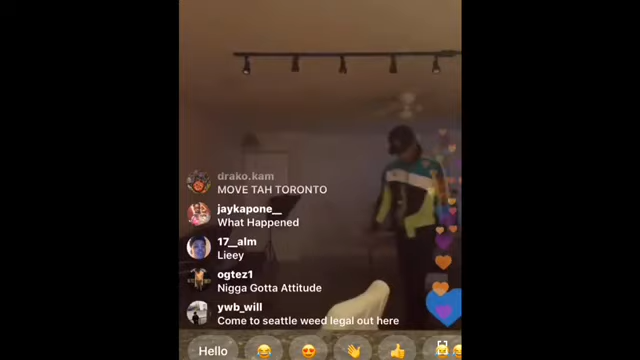 drako.kam
MOVE TAH TORONTO
jaykapone__
What Happened
17__alm
Lieey
ogtez1
Nigga Gotta Attitude
ywb_will
Come to seattle weed legal out here
Hello